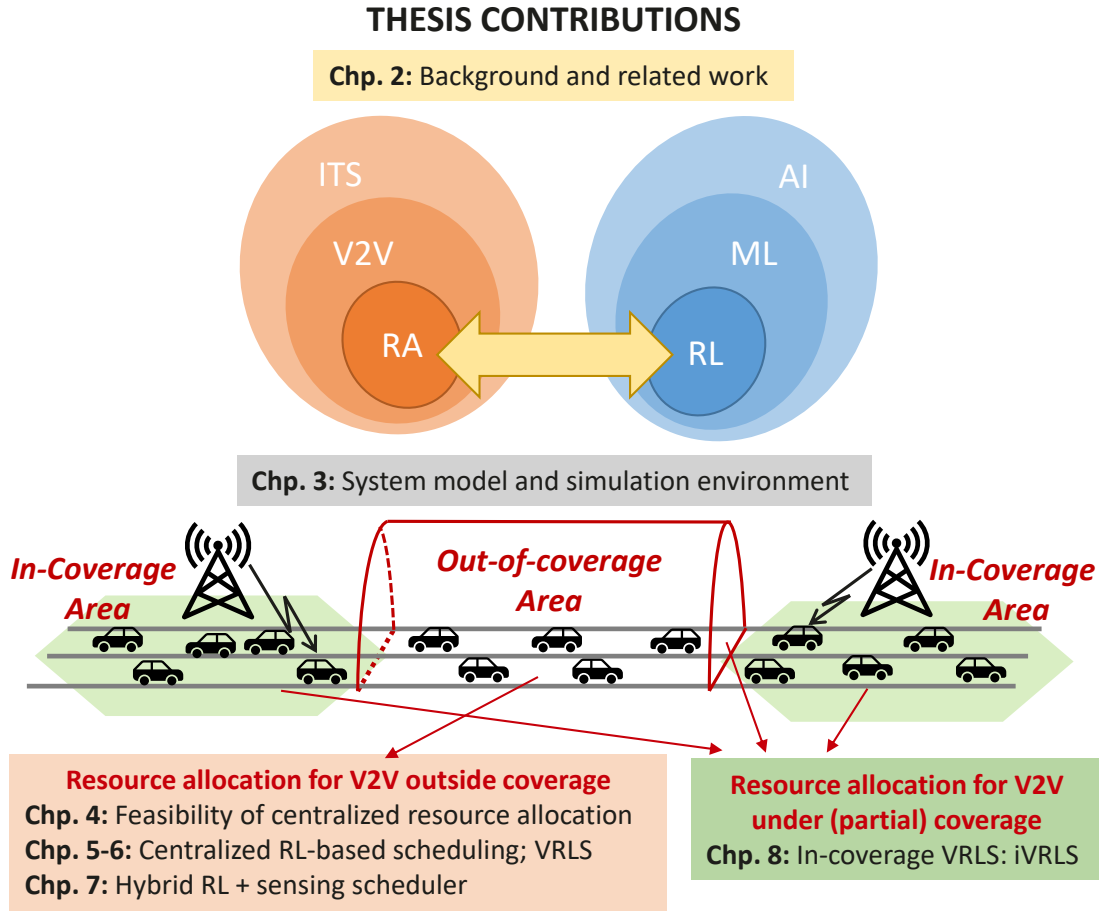 THESIS CONTRIBUTIONS
Chp. 2: Background and related work
ITS
AI
V2V
ML
RA
RL
Chp. 3: System model and simulation environment
In-Coverage
Area
Out-of-coverage
Area
In-Coverage
Area
Resource allocation for V2V outside coverage
Chp. 4: Feasibility of centralized resource allocation
Chp. 5-6: Centralized RL-based scheduling; VRLS
Chp. 7: Hybrid RL + sensing scheduler
Resource allocation for V2V
under (partial) coverage
Chp. 8: In-coverage VRLS: iVRLS